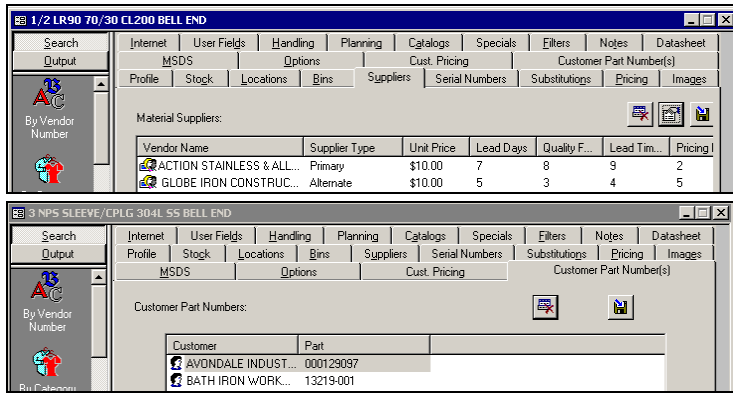 1/2 LR90 70/30 CL200 BELL END
Search
Output
By Vendor
Number
Internet User Fields Handling Planning Catalogs Specials Filters Notes Datasheet
MSDS Options Cust. Pricing Customer Part Number(s)
Profile Stock Locations Bins Suppliers Serial Numbers Substitutions Pricing Images
Material Suppliers:
Vendor Name Supplier Type Unit Price Lead Days Quality F... Lead Tim... Pricing
ACTION STAINLESS & ALL... Primary $10.00 7 8 9 2
GLOBE IRON CONSTRUC... Alternate $10.00 5 3 4 5
3 NPS SLEEVE/CPLG 304L SS BELL END
Search
Output
By Vendor
Number
By Category
Internet User Fields Handling Planning Catalogs Specials Filters Notes Datasheet
Profile Stock Locations Bins Suppliers Serial Numbers Substitutions Pricing Images
MSDS Options Cust. Pricing Customer Part Number(s)
Customer Part Numbers:
Customer Part
AVONDALE INDUST... 000129097
BATH IRON WORK... 13219-001